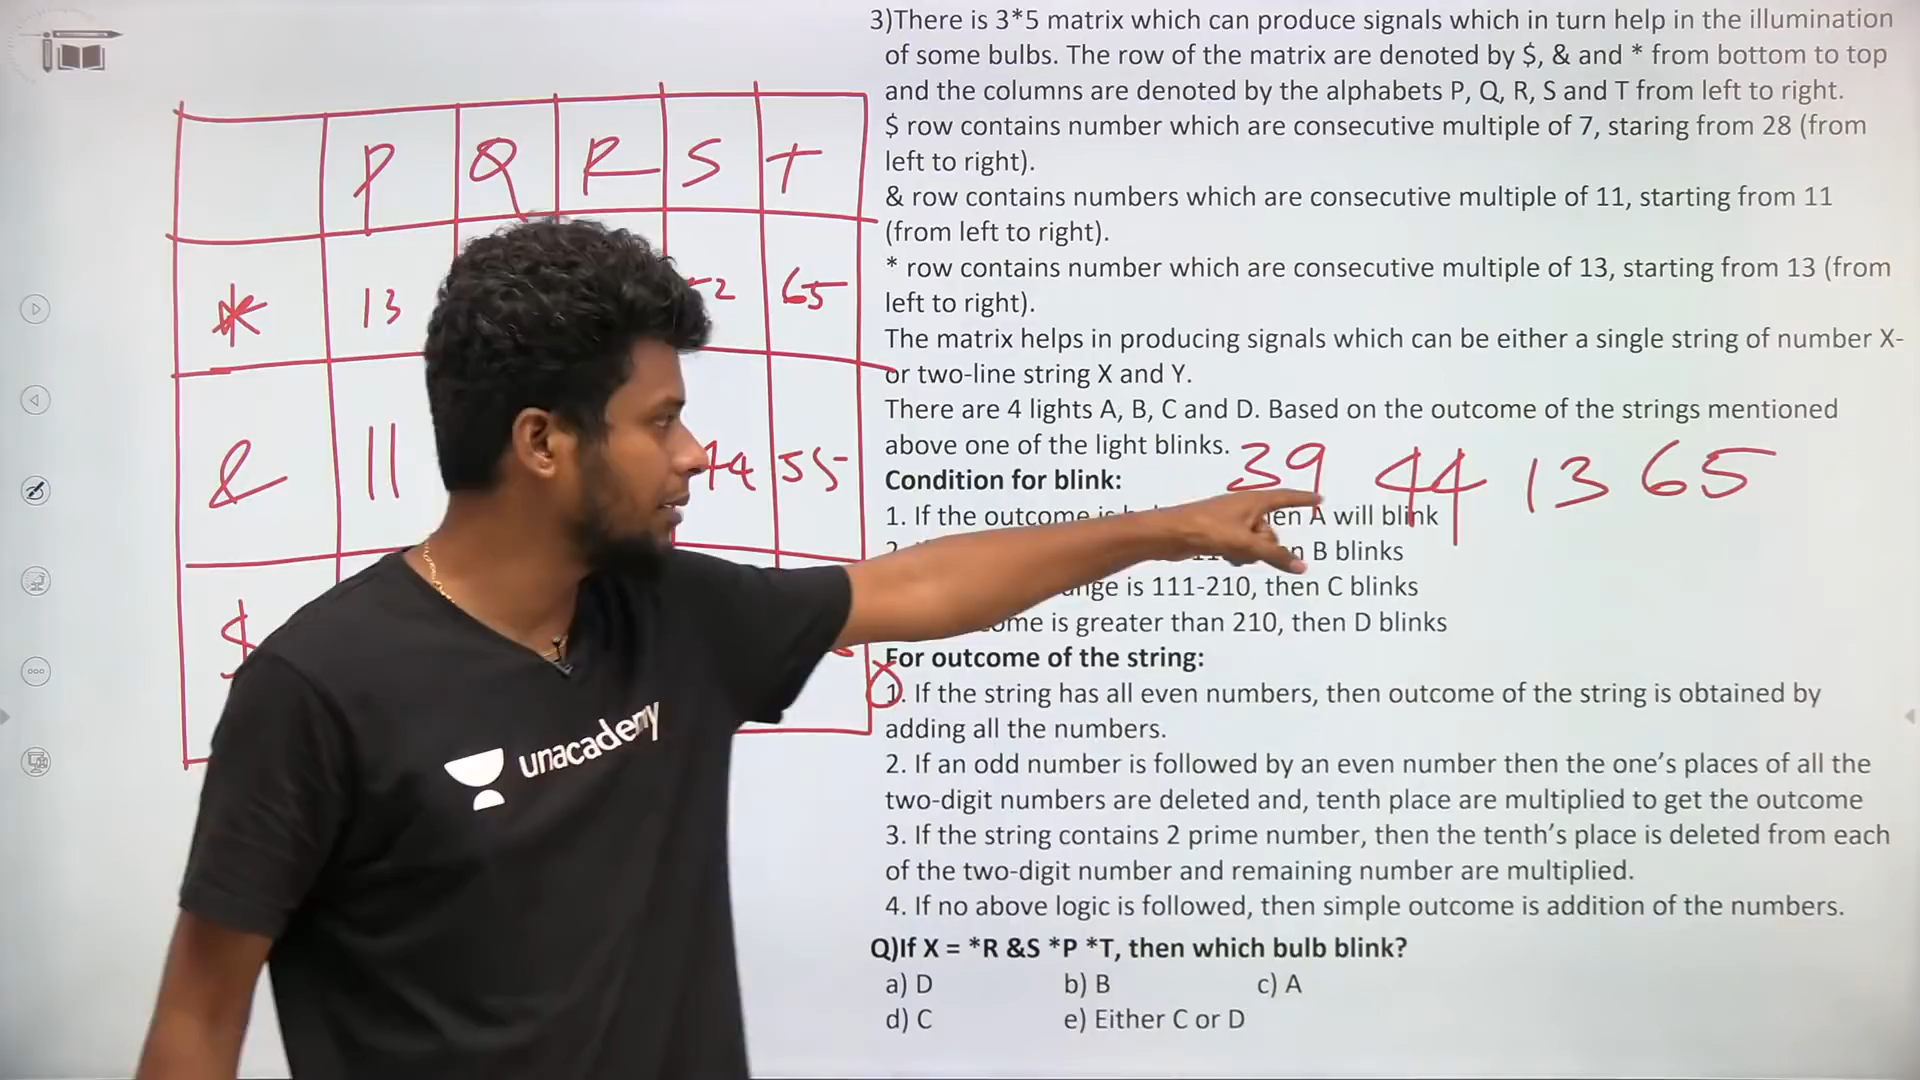 3)There is 3*5 matrix which can produce signals which in turn help in the illumination
of some bulbs. The row of the matrix are denoted by $, & and * from bottom to top
and the columns are denoted by the alphabets P, Q, R, S and T from left to right.
$ row contains number which are consecutive multiple of 7, staring from 28 (from
left to right).
& row contains numbers which are consecutive multiple of 11, starting from 11
(from left to right).
* row contains number which are consecutive multiple of 13, starting from 13 (from
left to right).
The matrix helps in producing signals which can be either a single string of number X-
or two-line string X and Y.
There are 4 lights A, B, C and D. Based on the outcome of the strings mentioned
above one of the light blinks.
39 44 13 65
Condition for blink:
1. If the outcome is A will blink
2. B blinks
is 111-210, then C blinks
is greater than 210, then D blinks
For outcome of the string:
1. If the string has all even numbers, then outcome of the string is obtained by
adding all the numbers.
2. If an odd number is followed by an even number then the one's places of all the
two-digit numbers are deleted and, tenth place are multiplied to get the outcome
3. If the string contains 2 prime number, then the tenth's place is deleted from each
of the two-digit number and remaining number are multiplied.
4. If no above logic is followed, then simple outcome is addition of the numbers.
Q)If X = *R &S *P *T, then which bulb blink?
a) D b) B c) A
d) C e) Either C or D
P Q R S T
* 13 65
& 11 44 55
$
unacademy